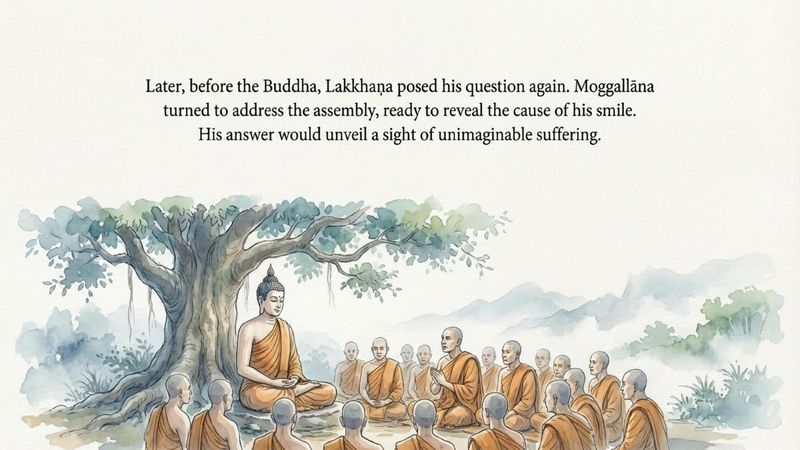 Later, before the Buddha, Lakkhaṇa posed his question again. Moggallāna
turned to address the assembly, ready to reveal the cause of his smile.
His answer would unveil a sight of unimaginable suffering.